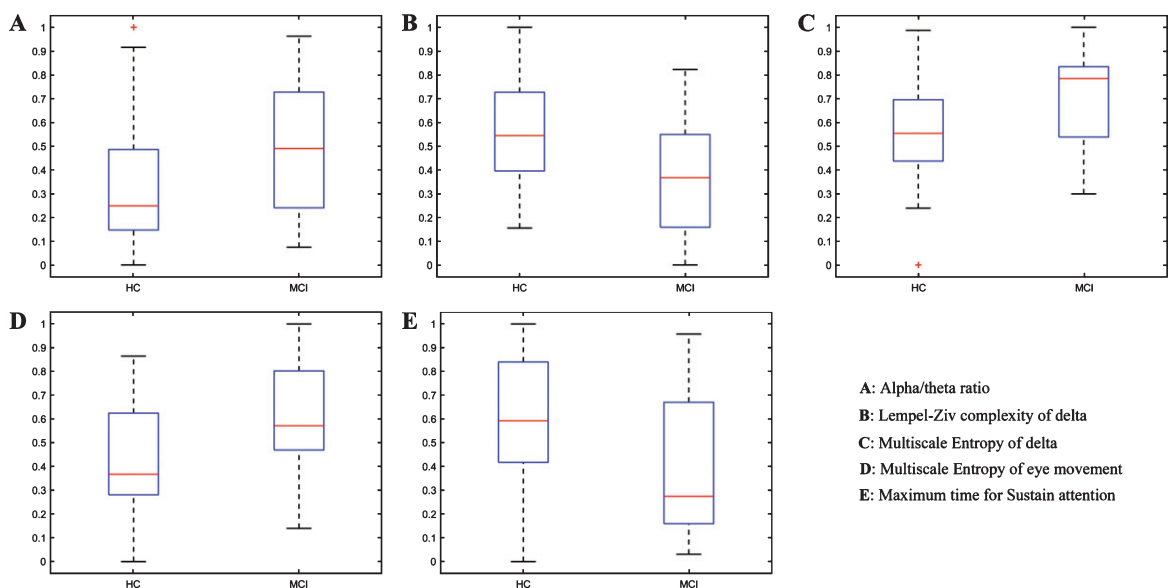 A
1
0.9
0.8
0.7
0.6
0.5
0.4
0.3
0.2
0.1
0
HC
MCI
B
1
0.9
0.8
0.7
0.6
0.5
0.4
0.3
0.2
0.1
0
HC
MCI
C
1
0.9
0.8
0.7
0.6
0.5
0.4
0.3
0.2
0.1
0
HC
MCI
D
1
0.9
0.8
0.7
0.6
0.5
0.4
0.3
0.2
0.1
0
HC
MCI
E
1
0.9
0.8
0.7
0.6
0.5
0.4
0.3
0.2
0.1
0
HC
MCI
A: Alpha/theta ratio
B: Lempel-Ziv complexity of delta
C: Multiscale Entropy of delta
D: Multiscale Entropy of eye movement
E: Maximum time for Sustain attention